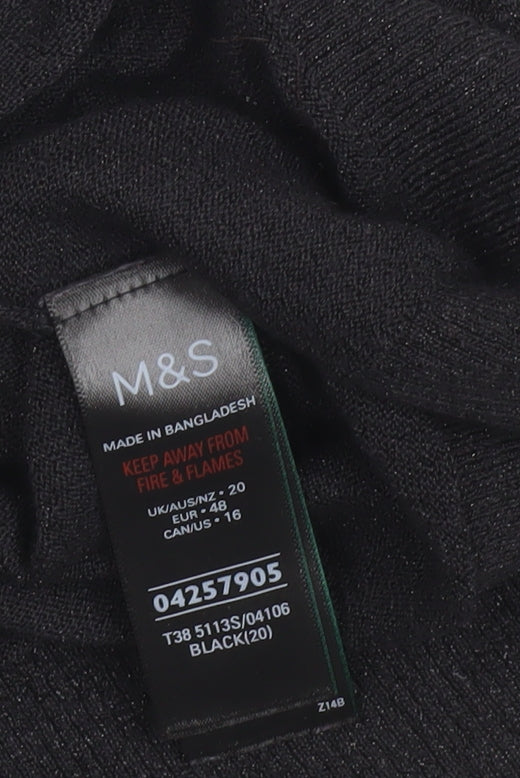 M&S
MADE IN BANGLADESH
KEEP AWAY FROM
FIRE & FLAMES
UK/AUS/NZ • 20
EUR • 48
CAN/US • 16
04257905
T38 5113S/04106
BLACK(20)
Z14B